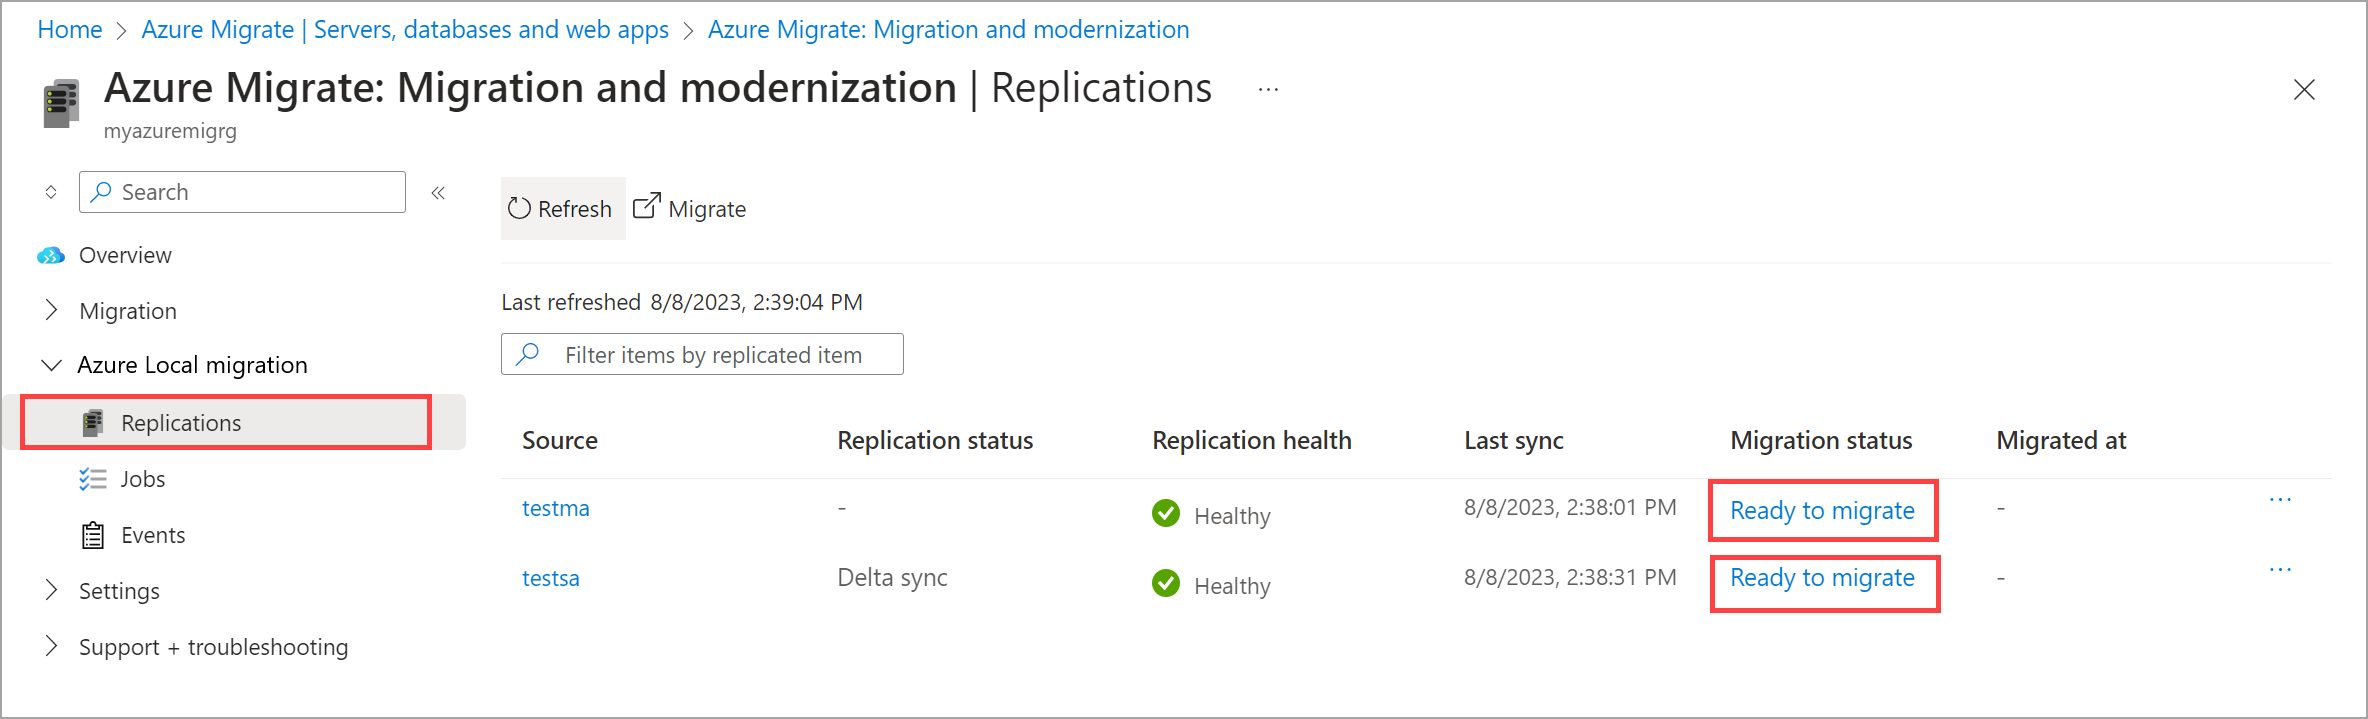 Home > Azure Migrate | Servers, databases and web apps > Azure Migrate: Migration and modernization
Azure Migrate: Migration and modernization | Replications ...
myazuremigrg
Search
Overview
Migration
Azure Local migration
Replications
Jobs
Events
Settings
Support + troubleshooting
Refresh Migrate
Last refreshed 8/8/2023, 2:39:04 PM
Filter items by replicated item
Source Replication status Replication health Last sync Migration status Migrated at
testma - Healthy 8/8/2023, 2:38:01 PM Ready to migrate - ...
testsa Delta sync Healthy 8/8/2023, 2:38:31 PM Ready to migrate - ...